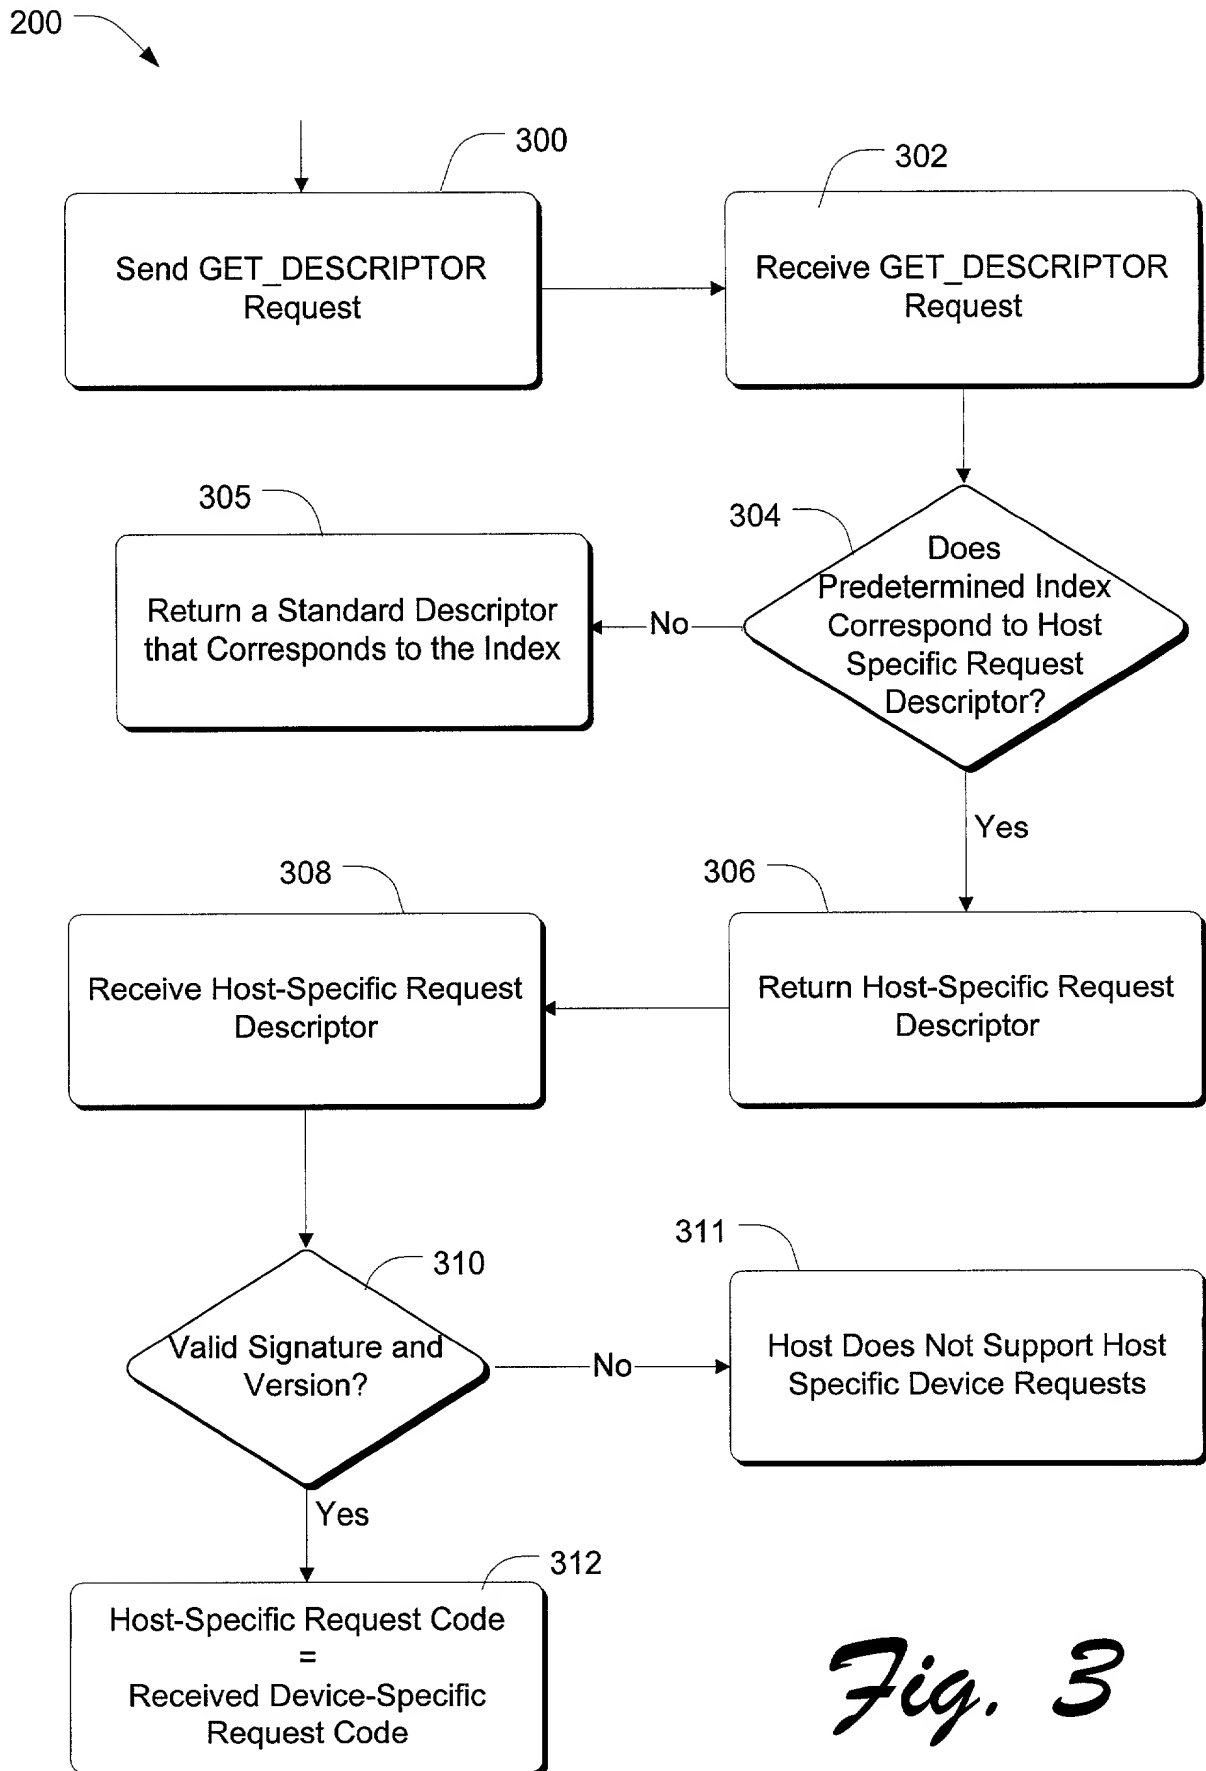 200
300
302
Send GET_DESCRIPTOR
Request
Receive GET_DESCRIPTOR
Request
305
304
Return a Standard Descriptor
that Corresponds to the Index
No
Does
Predetermined Index
Correspond to Host
Specific Request
Descriptor?
Yes
308
306
Receive Host-Specific Request
Descriptor
Return Host-Specific Request
Descriptor
310
311
Valid Signature and
Version?
No
Host Does Not Support Host
Specific Device Requests
Yes
312
Host-Specific Request Code
=
Received Device-Specific
Request Code
Fig. 3